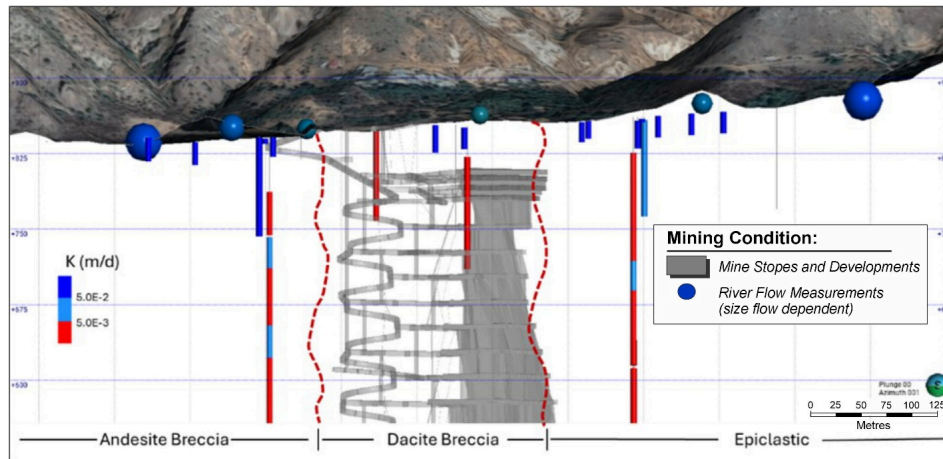 +900
+825
+750
+675
+600
K (m/d)
5.0E-2
5.0E-3
Mining Condition:
Mine Stopes and Developments
River Flow Measurements
(size flow dependent)
Plunge 00
Azimuth 001
0 25 50 75 100 125
Metres
Andesite Breccia
Dacite Breccia
Epiclastic